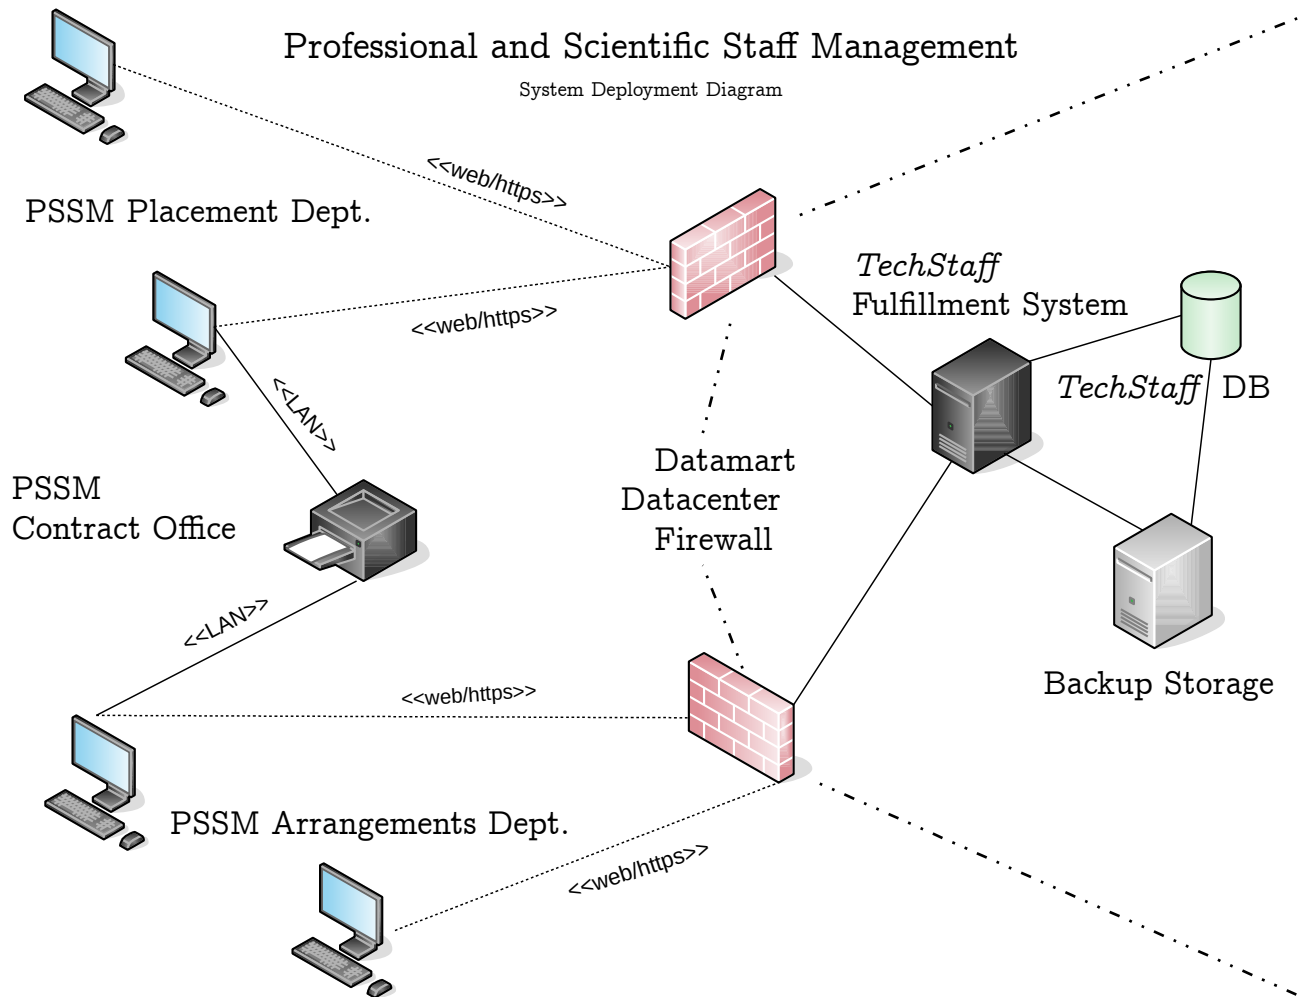 Professional and Scientific Staff Management
System Deployment Diagram
<<web/https>>
PSSM Placement Dept.
<<web/https>>
TechStaff
Fulfillment System
TechStaff DB
<<LAN>>
Datamart
Datacenter
Firewall
PSSM
Contract Office
<<LAN>>
Backup Storage
<<web/https>>
PSSM Arrangements Dept.
<<web/https>>